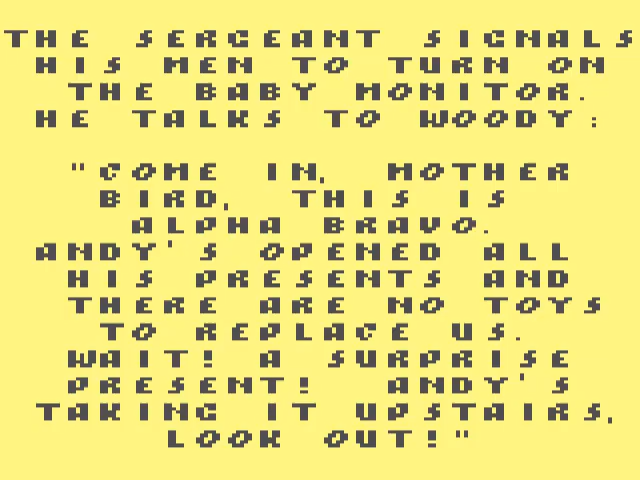 THE SERGEANT SIGNALS
HIS MEN TO TURN ON
THE BABY MONITOR.
HE TALKS TO WOODY:
"COME IN, MOTHER
BIRD, THIS IS
ALPHA BRAVO.
ANDY'S OPENED ALL
HIS PRESENTS AND
THERE ARE NO TOYS
TO REPLACE US.
WAIT! A SURPRISE
PRESENT! ANDY'S
TAKING IT UPSTAIRS,
LOOK OUT!"